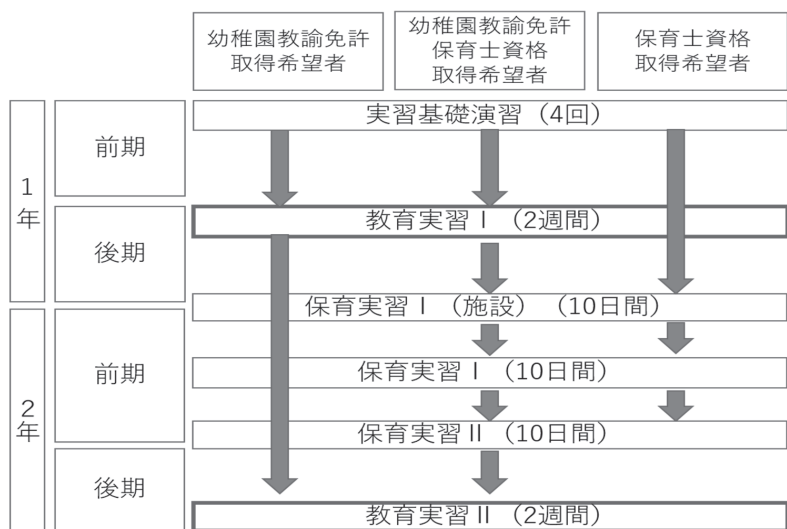 幼稚園教諭免許
取得希望者
幼稚園教諭免許
保育士資格
取得希望者
保育士資格
取得希望者
1年
前期
実習基礎演習（4回）
後期
教育実習Ⅰ（2週間）
保育実習Ⅰ（施設）（10日間）
2年
前期
保育実習Ⅰ（10日間）
保育実習Ⅱ（10日間）
後期
教育実習Ⅱ（2週間）